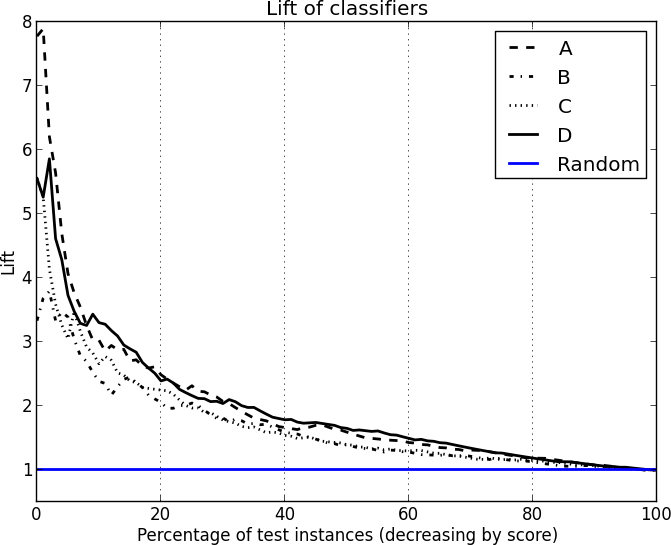 Lift of classifiers
8
7
6
5
4
3
2
1
Lift
A
B
C
D
Random
0 20 40 60 80 100
Percentage of test instances (decreasing by score)